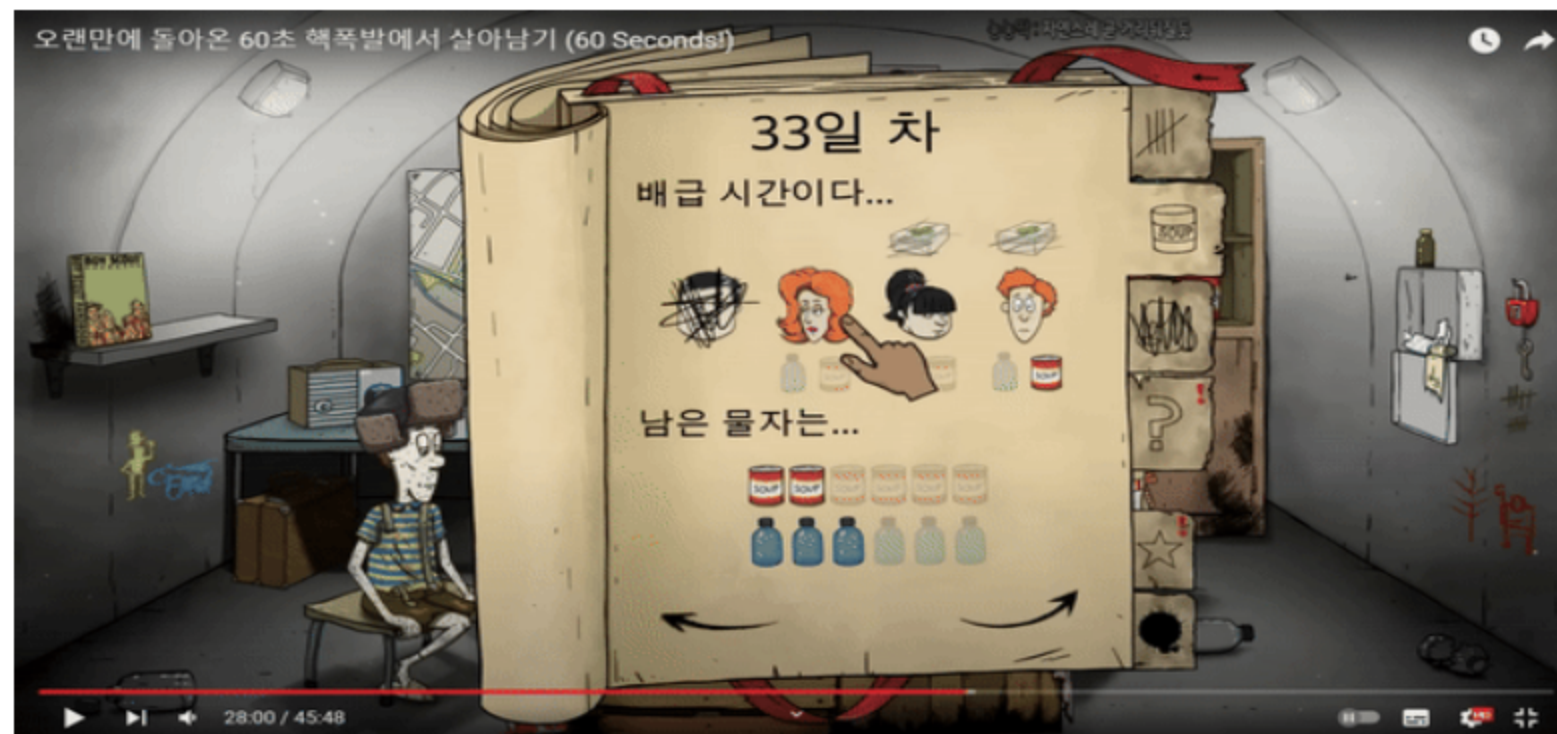 오랜만에 돌아온 60초 핵폭발에서 살아남기 (60 Seconds!)
33일 차
배급 시간이다...
SOUP
남은 물자는...
SOUP SOUP
28:00 / 45:48